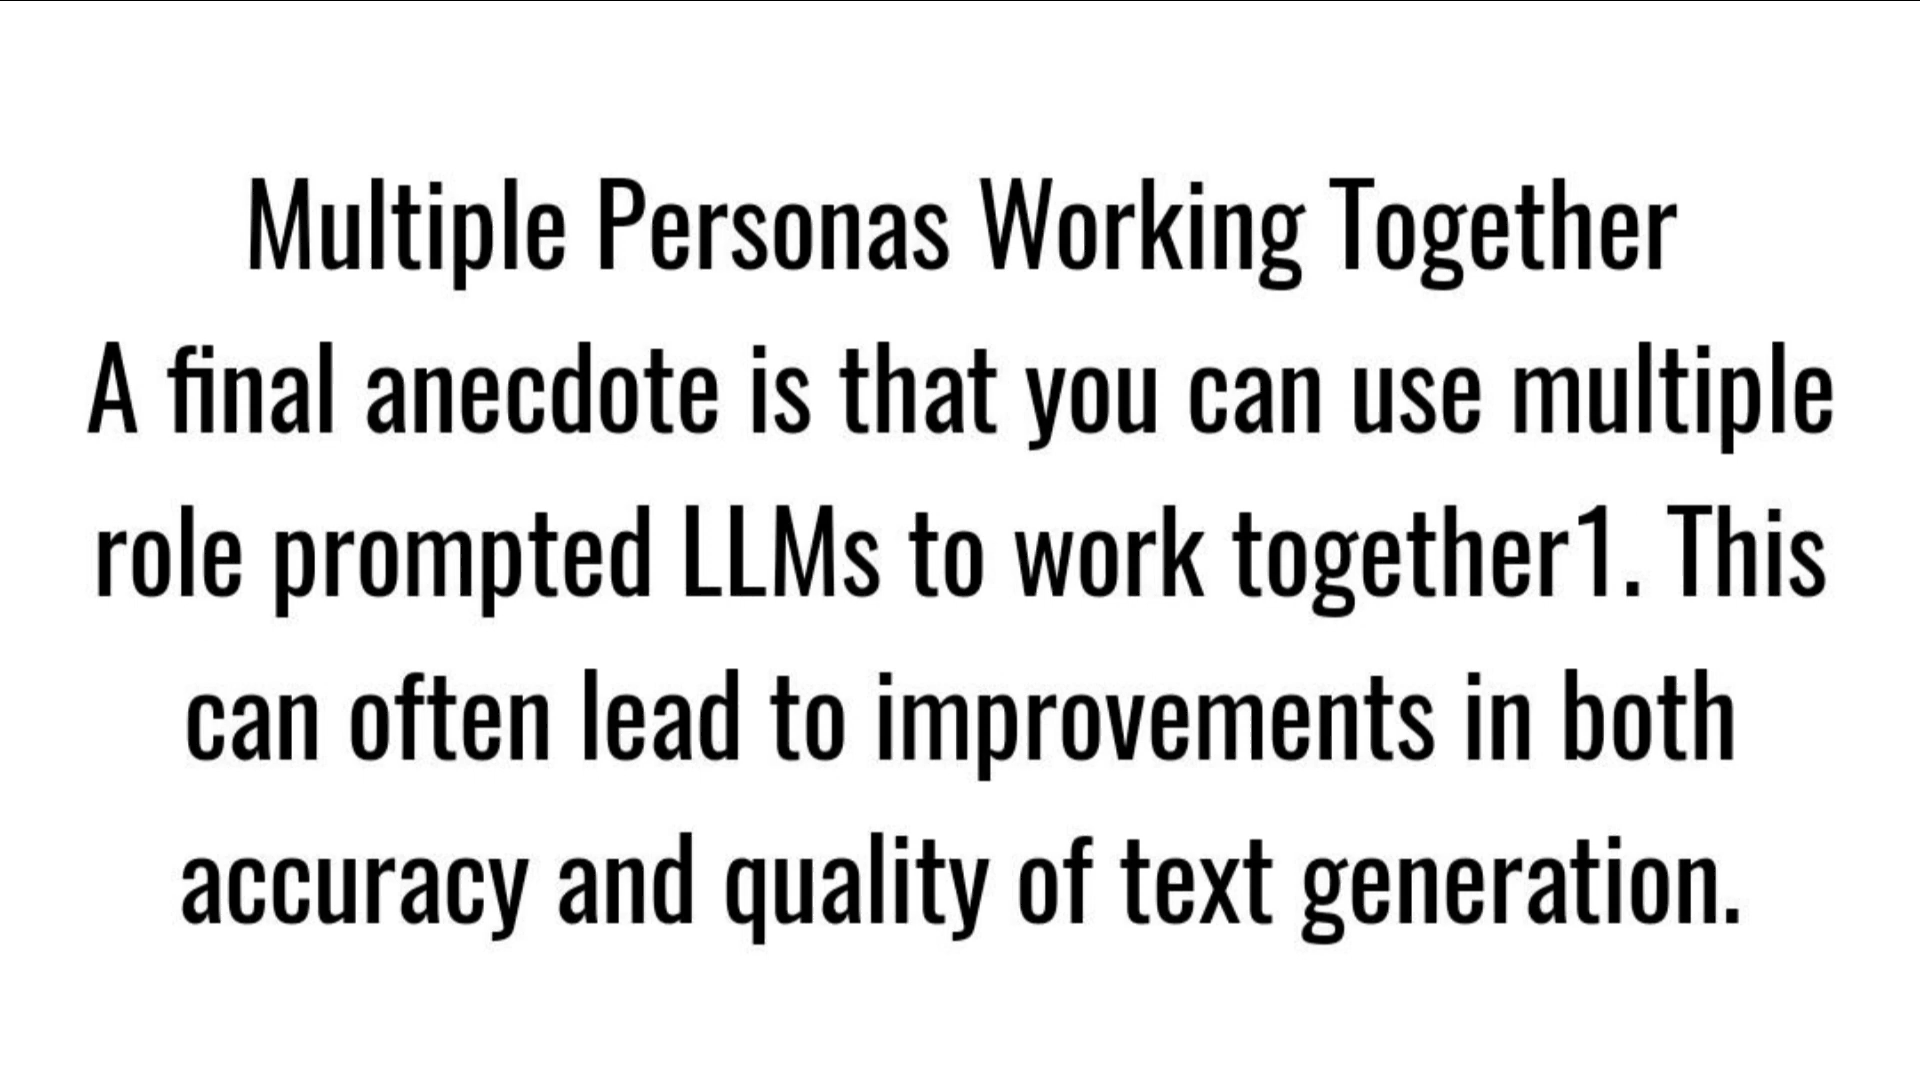 Multiple Personas Working Together
A final anecdote is that you can use multiple
role prompted LLMs to work together1. This
can often lead to improvements in both
accuracy and quality of text generation.